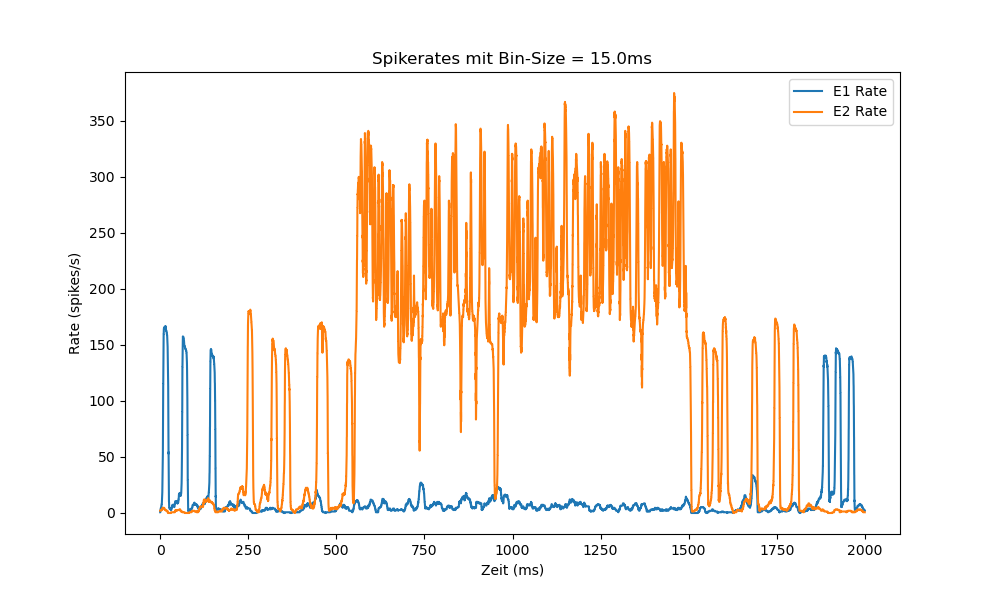 Spikerates mit Bin-Size = 15.0ms
E1 Rate
E2 Rate
350
300
250
200
150
100
50
0
Rate (spikes/s)
0 250 500 750 1000 1250 1500 1750 2000
Zeit (ms)